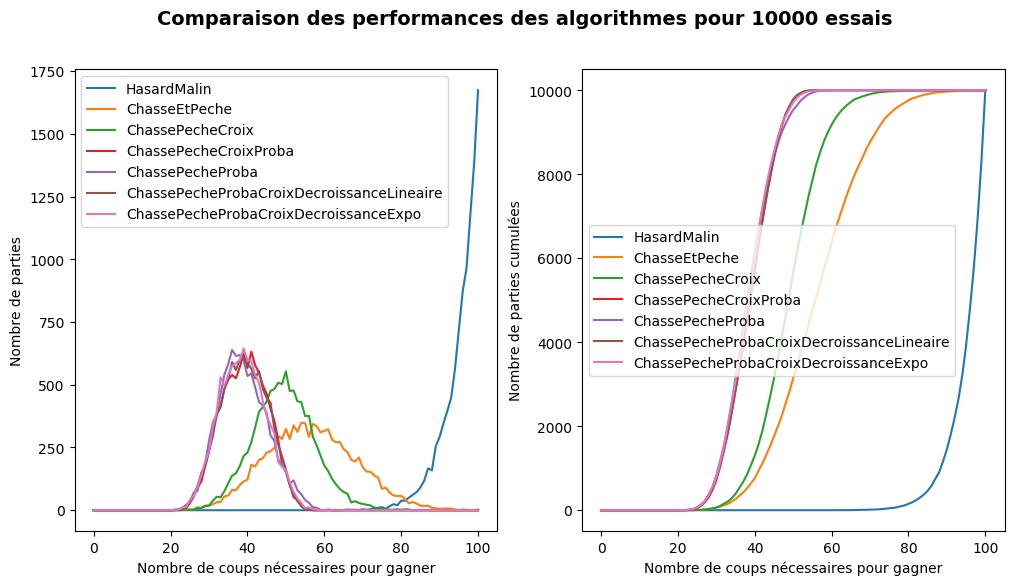 Comparaison des performances des algorithmes pour 10000 essais
Nombre de parties
1750
1500
1250
1000
750
500
250
0
HasardMalin
ChasseEtPeche
ChassePecheCroix
ChassePecheCroixProba
ChassePecheProba
ChassePecheProbaCroixDecroissanceLineaire
ChassePecheProbaCroixDecroissanceExpo
0 20 40 60 80 100
Nombre de coups nécessaires pour gagner
Nombre de parties cumulées
10000
8000
6000
4000
2000
0
HasardMalin
ChasseEtPeche
ChassePecheCroix
ChassePecheCroixProba
ChassePecheProba
ChassePecheProbaCroixDecroissanceLineaire
ChassePecheProbaCroixDecroissanceExpo
0 20 40 60 80 100
Nombre de coups nécessaires pour gagner